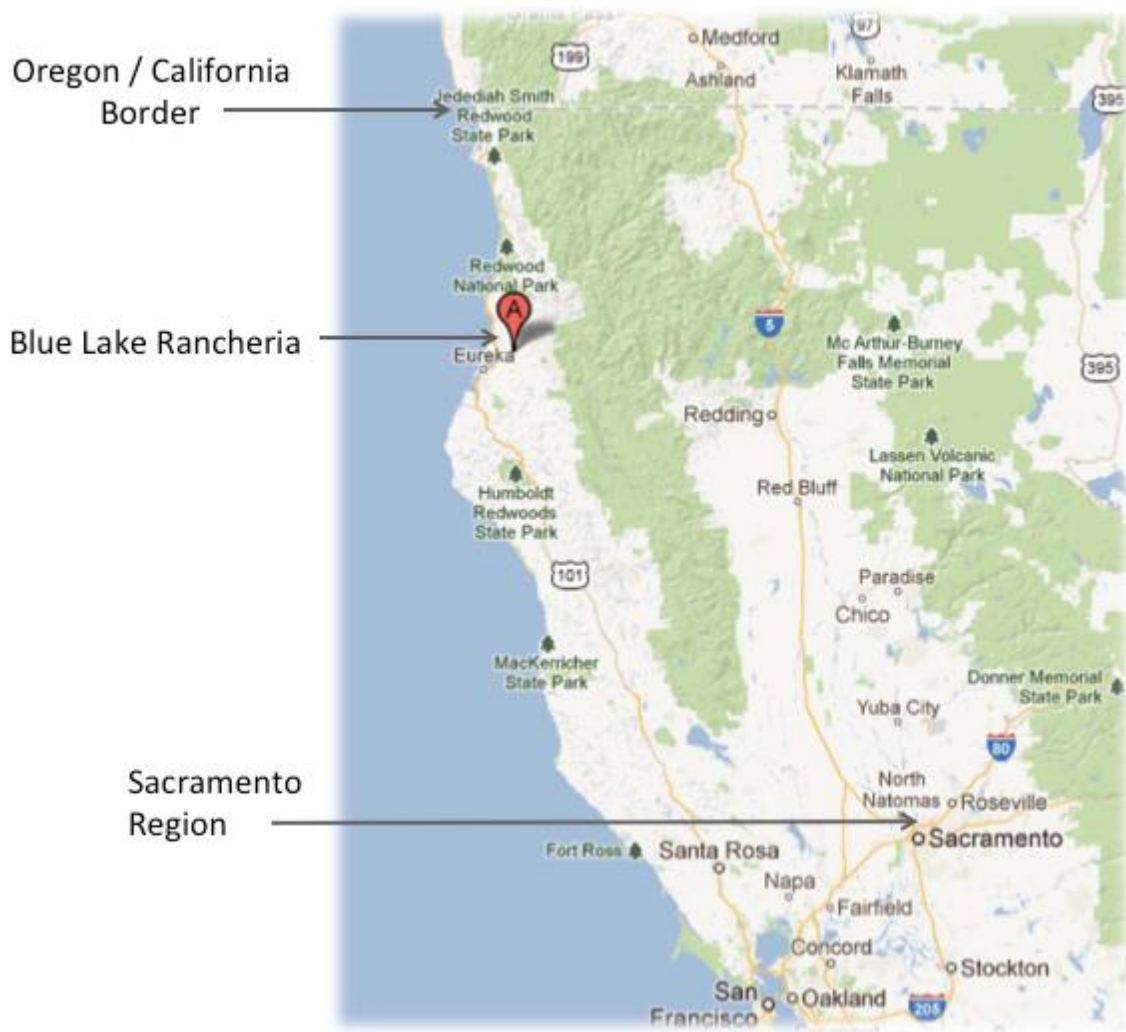 Grants Pass
97
Medford
199
Oregon / California
Border
Ashland
Klamath
Falls
Jedediah Smith
Redwood
State Park
395
Redwood
National Park
A
5
Blue Lake Rancheria
Eureka
Mc Arthur-Burney
Falls Memorial
State Park
395
Redding
Lassen Volcanic
National Park
Red Bluff
Humboldt
Redwoods
State Park
101
Paradise
Chico
MacKerricher
State Park
Donner Memorial
State Park
Yuba City
80
Sacramento
Region
North
Natomas
Roseville
Sacramento
Fort Ross
Santa Rosa
Napa
Fairfield
Concord
Stockton
San
Francisco
Oakland
205